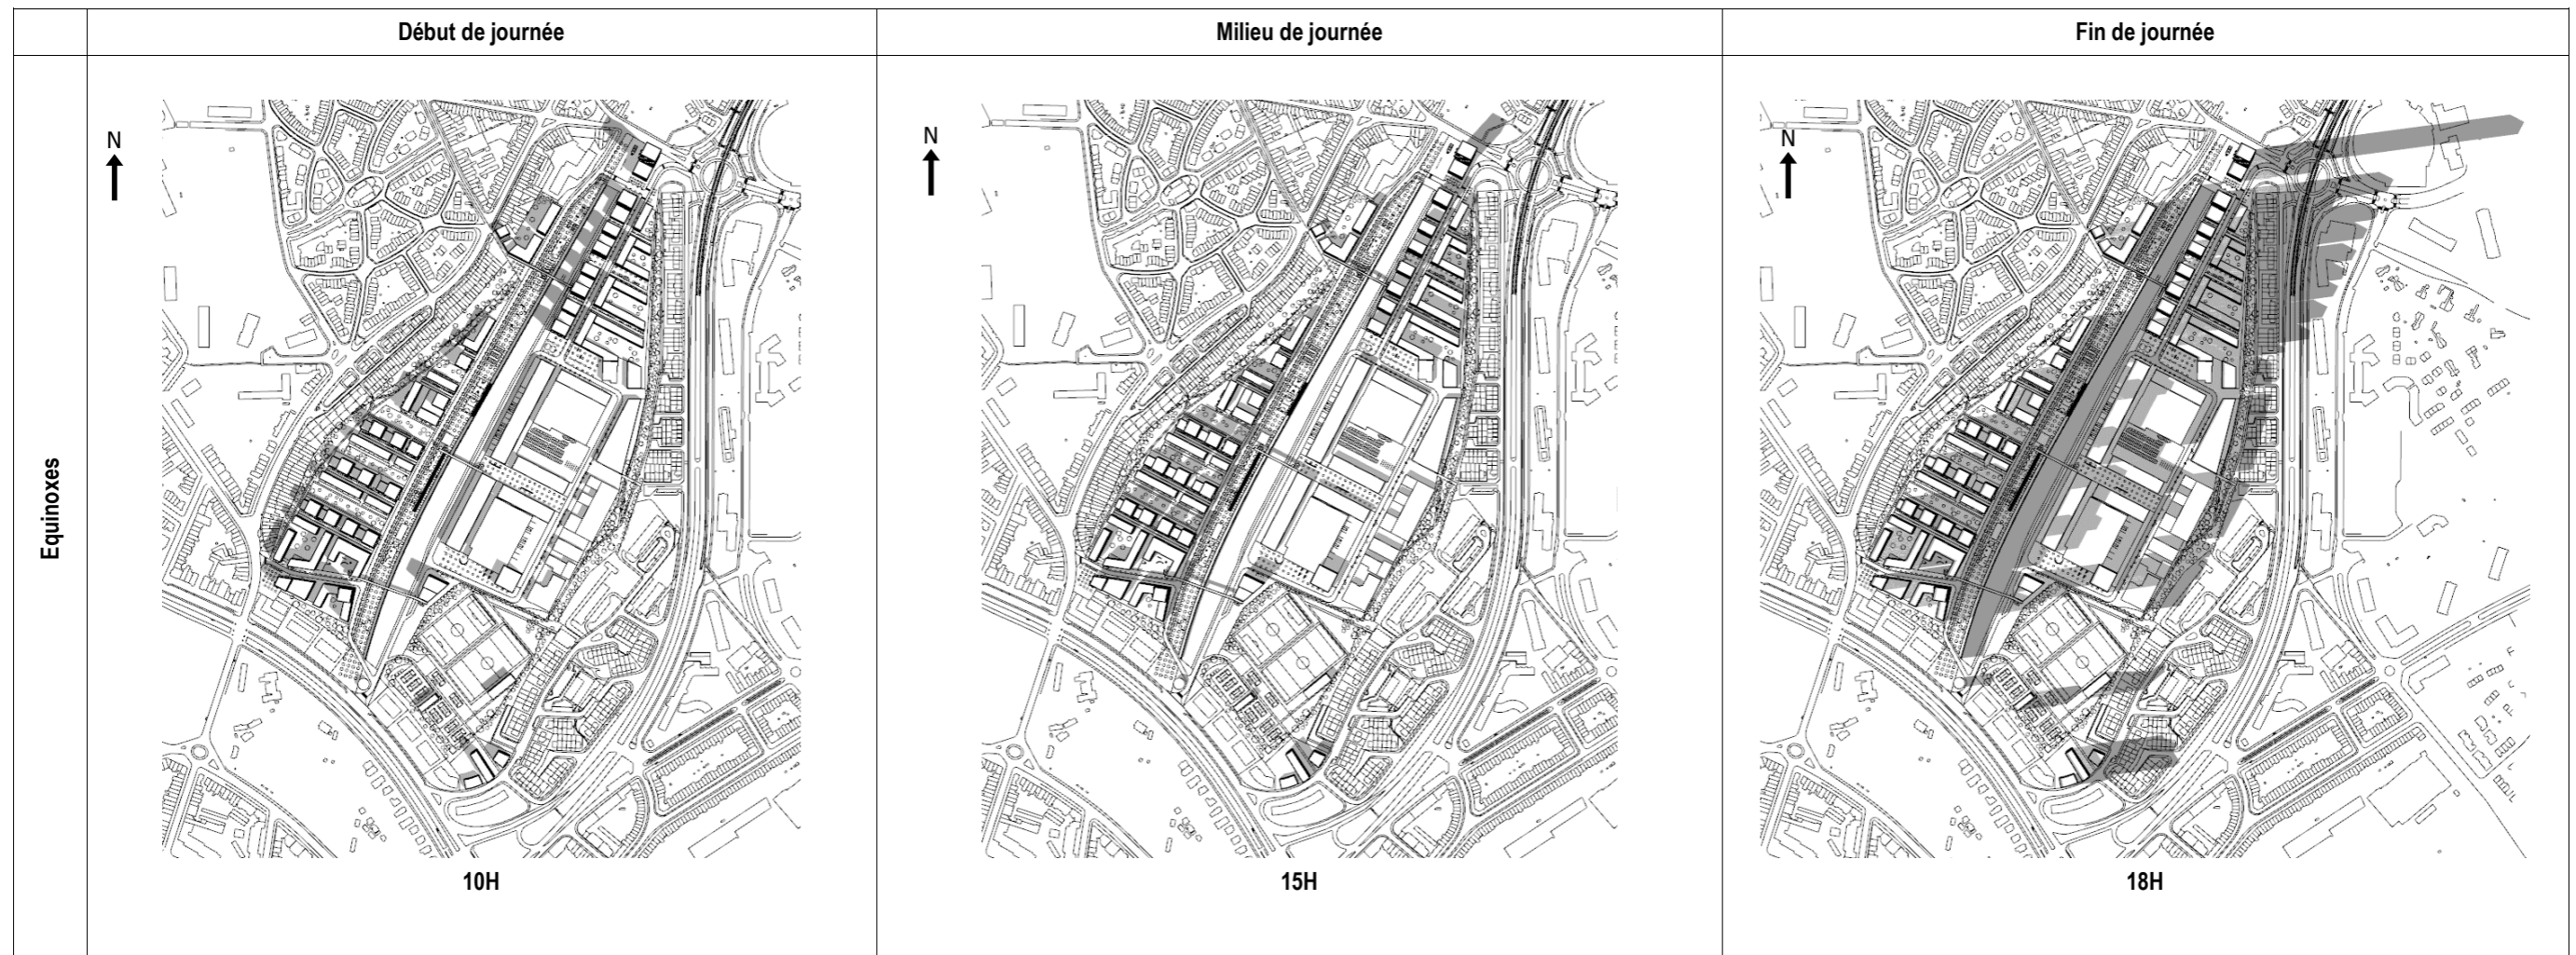 Début de journée
Milieu de journée
Fin de journée
Equinoxes
N
N
N
10H
15H
18H